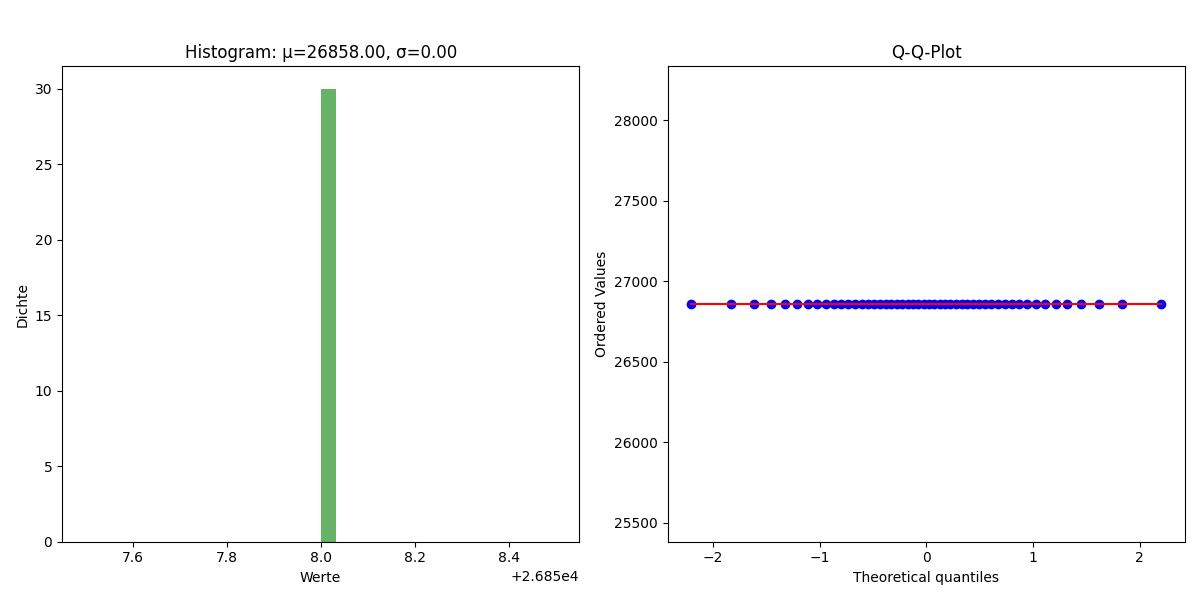 Histogram: μ=26858.00, σ=0.00
30
25
20
15
10
5
0
Dichte
7.6 7.8 8.0 8.2 8.4
Werte
+2.685e4
Q-Q-Plot
28000
27500
27000
26500
26000
25500
Ordered Values
−2 −1 0 1 2
Theoretical quantiles